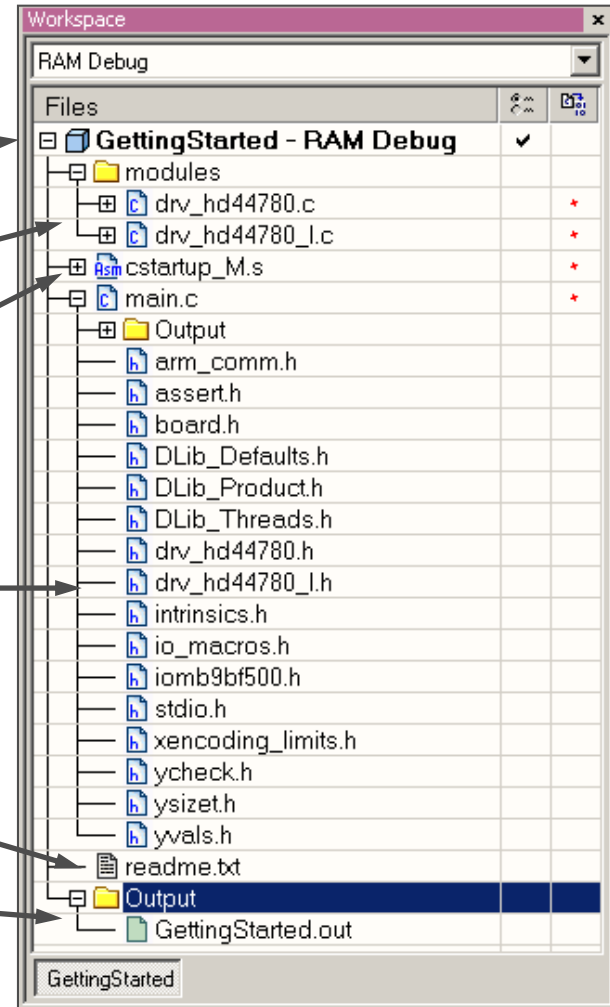 Workspace
RAM Debug
Files
GettingStarted - RAM Debug
modules
drv_hd44780.c
drv_hd44780_l.c
Asm cstartup_M.s
main.c
Output
arm_comm.h
assert.h
board.h
DLib_Defaults.h
DLib_Product.h
DLib_Threads.h
drv_hd44780.h
drv_hd44780_l.h
intrinsics.h
io_macros.h
iomb9bf500.h
stdio.h
xencoding_limits.h
ycheck.h
ysizet.h
yvals.h
readme.txt
Output
GettingStarted.out
GettingStarted